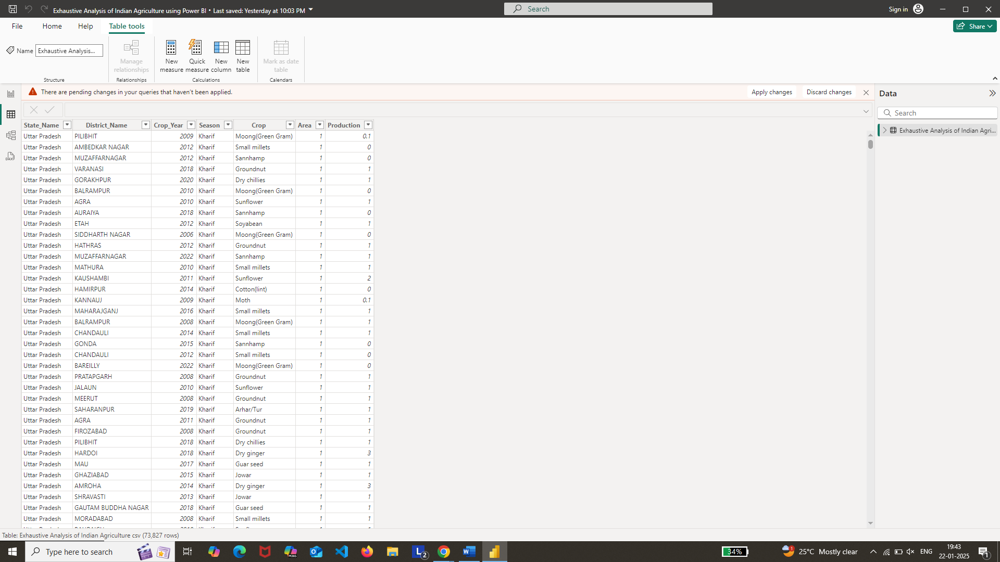 Exhaustive Analysis of Indian Agriculture using Power BI • Last saved: Yesterday at 10:03 PM
Search
Sign in
File Home Help Table tools
Share
Name Exhaustive Analysis...
Manage relationships
New measure
Quick measure
New column
New table
Mark as date table
Structure Relationships Calculations Calendars
There are pending changes in your queries that haven't been applied.
Apply changes Discard changes
Data
Search
Exhaustive Analysis of Indian Agri...
State_Name District_Name Crop_Year Season Crop Area Production
Uttar Pradesh PILIBHIT 2009 Kharif Moong(Green Gram) 1 0.1
Uttar Pradesh AMBEDKAR NAGAR 2012 Kharif Small millets 1 0
Uttar Pradesh MUZAFFARNAGAR 2012 Kharif Sannhamp 1 0
Uttar Pradesh VARANASI 2018 Kharif Groundnut 1 1
Uttar Pradesh GORAKHPUR 2020 Kharif Dry chillies 1 1
Uttar Pradesh BALRAMPUR 2010 Kharif Moong(Green Gram) 1 0
Uttar Pradesh AGRA 2010 Kharif Sunflower 1 1
Uttar Pradesh AURAIYA 2018 Kharif Sannhamp 1 0
Uttar Pradesh ETAH 2012 Kharif Soyabean 1 1
Uttar Pradesh SIDDHARTH NAGAR 2006 Kharif Moong(Green Gram) 1 0
Uttar Pradesh HATHRAS 2012 Kharif Groundnut 1 1
Uttar Pradesh MUZAFFARNAGAR 2022 Kharif Sannhamp 1 1
Uttar Pradesh MATHURA 2010 Kharif Small millets 1 1
Uttar Pradesh KAUSHAMBI 2011 Kharif Sunflower 1 2
Uttar Pradesh HAMIRPUR 2014 Kharif Cotton(lint) 1 0
Uttar Pradesh KANNAUJ 2009 Kharif Moth 1 0.1
Uttar Pradesh MAHARAJGANJ 2016 Kharif Small millets 1 1
Uttar Pradesh BALRAMPUR 2008 Kharif Moong(Green Gram) 1 1
Uttar Pradesh CHANDAULI 2014 Kharif Small millets 1 1
Uttar Pradesh GONDA 2015 Kharif Sannhamp 1 0
Uttar Pradesh CHANDAULI 2012 Kharif Small millets 1 0
Uttar Pradesh BAREILLY 2022 Kharif Moong(Green Gram) 1 0
Uttar Pradesh PRATAPGARH 2008 Kharif Groundnut 1 1
Uttar Pradesh JALAUN 2010 Kharif Sunflower 1 1
Uttar Pradesh MEERUT 2008 Kharif Groundnut 1 1
Uttar Pradesh SAHARANPUR 2019 Kharif Arhar/Tur 1 1
Uttar Pradesh AGRA 2011 Kharif Groundnut 1 1
Uttar Pradesh FIROZABAD 2008 Kharif Groundnut 1 1
Uttar Pradesh PILIBHIT 2018 Kharif Dry chillies 1 1
Uttar Pradesh HARDOI 2018 Kharif Dry ginger 1 3
Uttar Pradesh MAU 2017 Kharif Guar seed 1 1
Uttar Pradesh GHAZIABAD 2015 Kharif Jowar 1 1
Uttar Pradesh AMROHA 2014 Kharif Dry ginger 1 3
Uttar Pradesh SHRAVASTI 2013 Kharif Jowar 1 1
Uttar Pradesh GAUTAM BUDDHA NAGAR 2018 Kharif Guar seed 1 1
Uttar Pradesh MORADABAD 2008 Kharif Small millets 1 1
Table: Exhaustive Analysis of Indian Agriculture csv (73,827 rows)
Type here to search
34%
25°C Mostly clear
ENG
19:43
22-01-2025